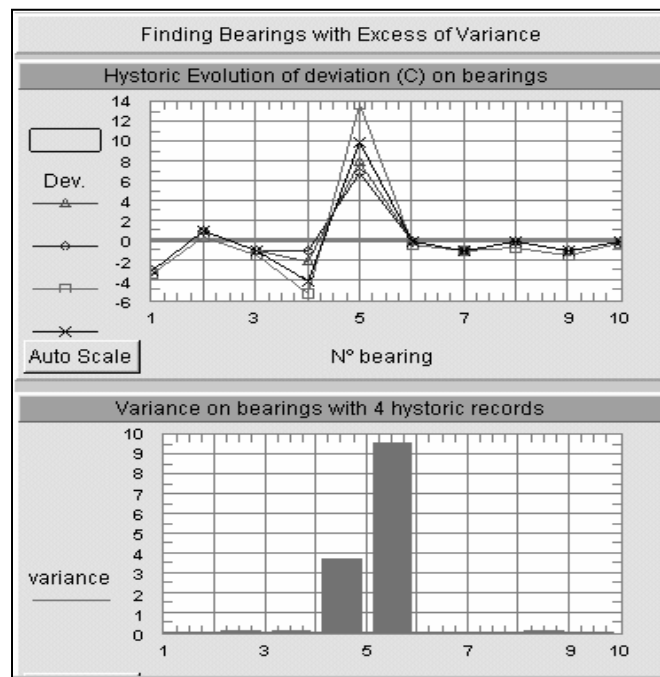 Finding Bearings with Excess of Variance
Hystoric Evolution of deviation (C) on bearings
14
12
10
8
6
4
2
0
-2
-4
-6
Dev.
1 3 5 7 9 10
Auto Scale
Nº bearing
Variance on bearings with 4 hystoric records
10
9
8
7
6
5
4
3
2
1
0
variance
1 3 5 7 9 10